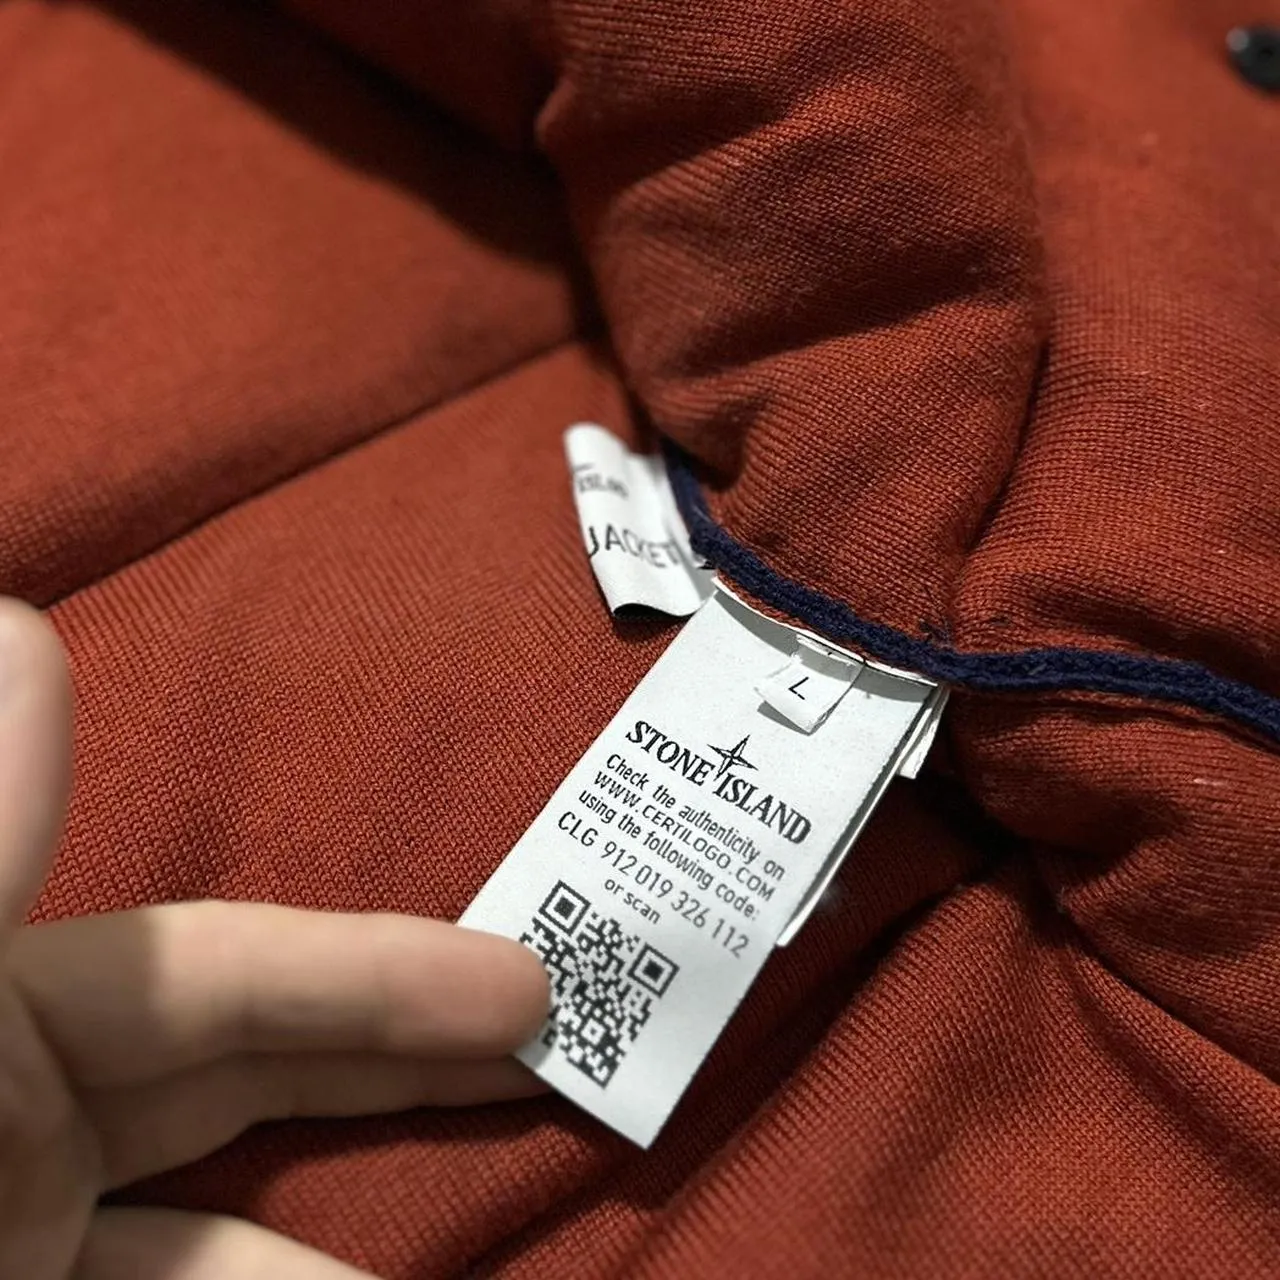 JACKET
L
STONE ISLAND
Check the authenticity on
WWW.CERTILOGO.COM
using the following code:
CLG 912 019 326 112
or scan